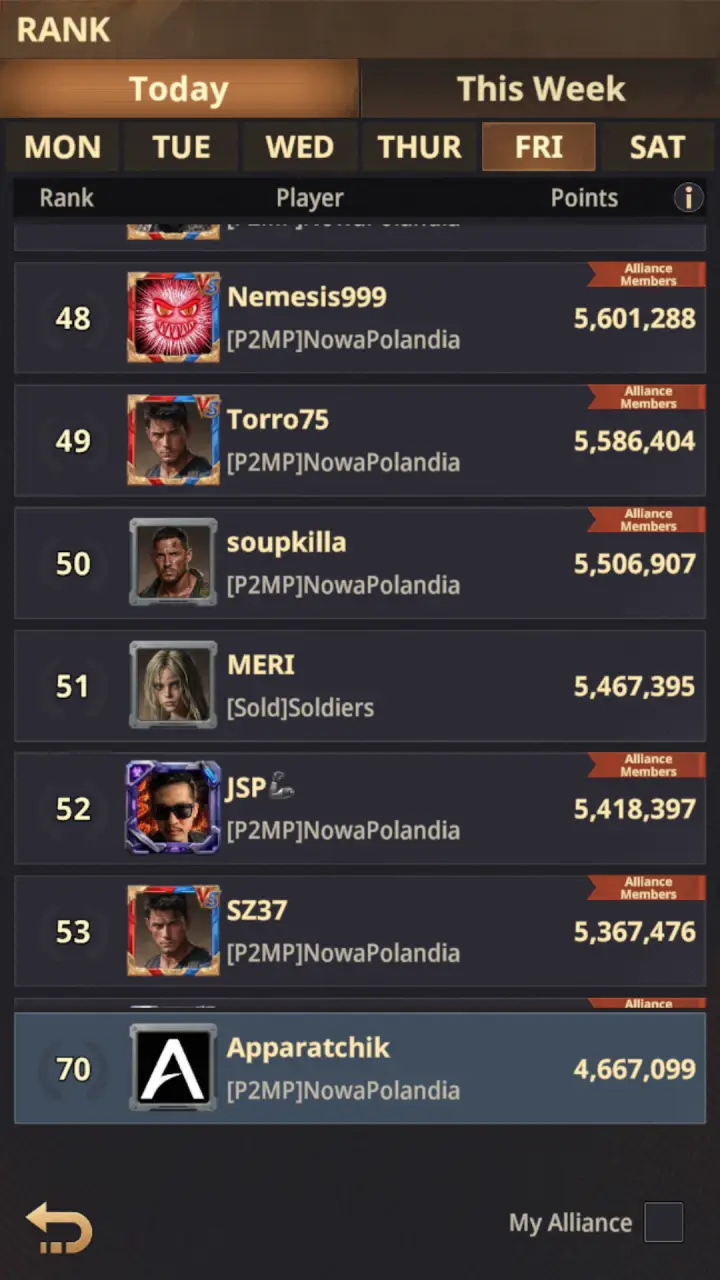 RANK
Today
This Week
MON
TUE
WED
THUR
FRI
SAT
Rank
Player
Points
i
48
Nemesis999
[P2MP]NowaPolandia
Alliance
Members
5,601,288
49
Torro75
[P2MP]NowaPolandia
Alliance
Members
5,586,404
50
soupkilla
[P2MP]NowaPolandia
Alliance
Members
5,506,907
51
MERI
[Sold]Soldiers
5,467,395
52
JSP💪
[P2MP]NowaPolandia
Alliance
Members
5,418,397
53
SZ37
[P2MP]NowaPolandia
Alliance
Members
5,367,476
Alliance
70
Apparatchik
[P2MP]NowaPolandia
4,667,099
My Alliance